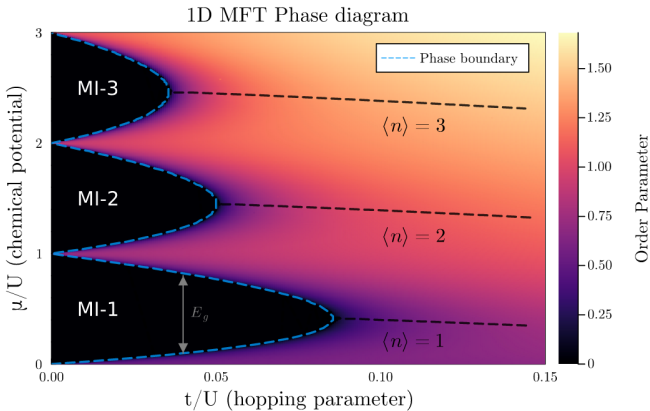 1D MFT Phase diagram
3
2
1
0
μ/U (chemical potential)
MI-3
MI-2
MI-1
E_g
Phase boundary
⟨n⟩ = 3
⟨n⟩ = 2
⟨n⟩ = 1
0.00
0.05
0.10
0.15
t/U (hopping parameter)
1.50
1.25
1.00
0.75
0.50
0.25
0
Order Parameter